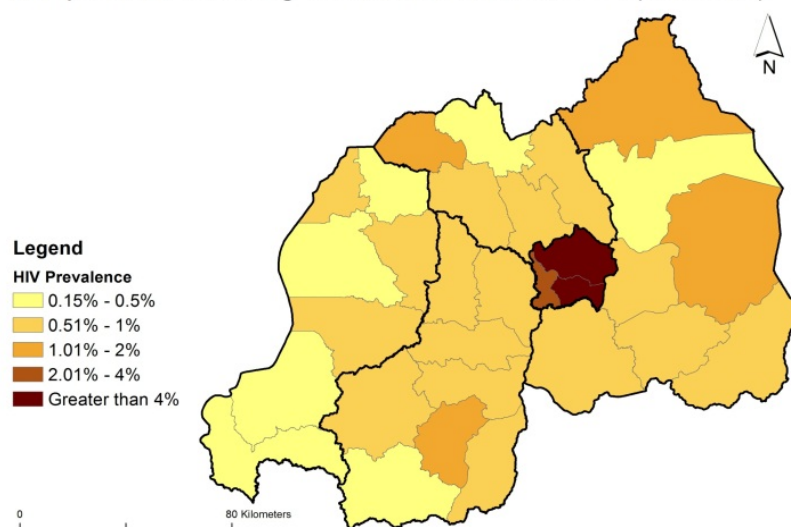 N
Legend
HIV Prevalence
0.15% - 0.5%
0.51% - 1%
1.01% - 2%
2.01% - 4%
Greater than 4%
0
80 Kilometers